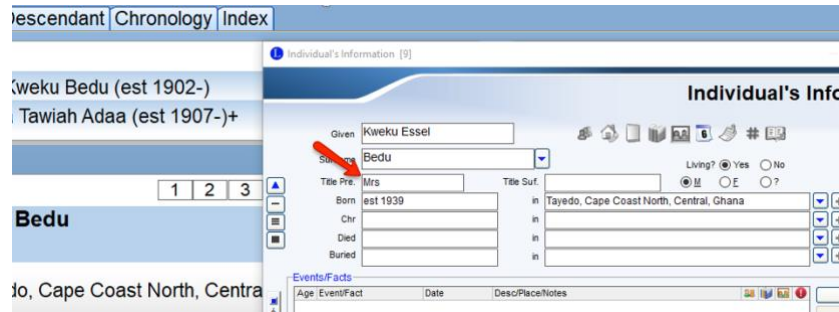 Descendant Chronology Index
Individual's Information [9]
Kweku Bedu (est 1902-)
Tawiah Adaa (est 1907-)+
Individual's Info
Given Kweku Essel
Surname Bedu
Living? Yes No
Title Pre. Mrs Title Suf. M F ?
1 2 3
Born est 1939 in Tayedo, Cape Coast North, Central, Ghana
Bedu
Chr in
Died in
Buried in
do, Cape Coast North, Centra
Events/Facts
Age Event/Fact Date Desc/Place/Notes